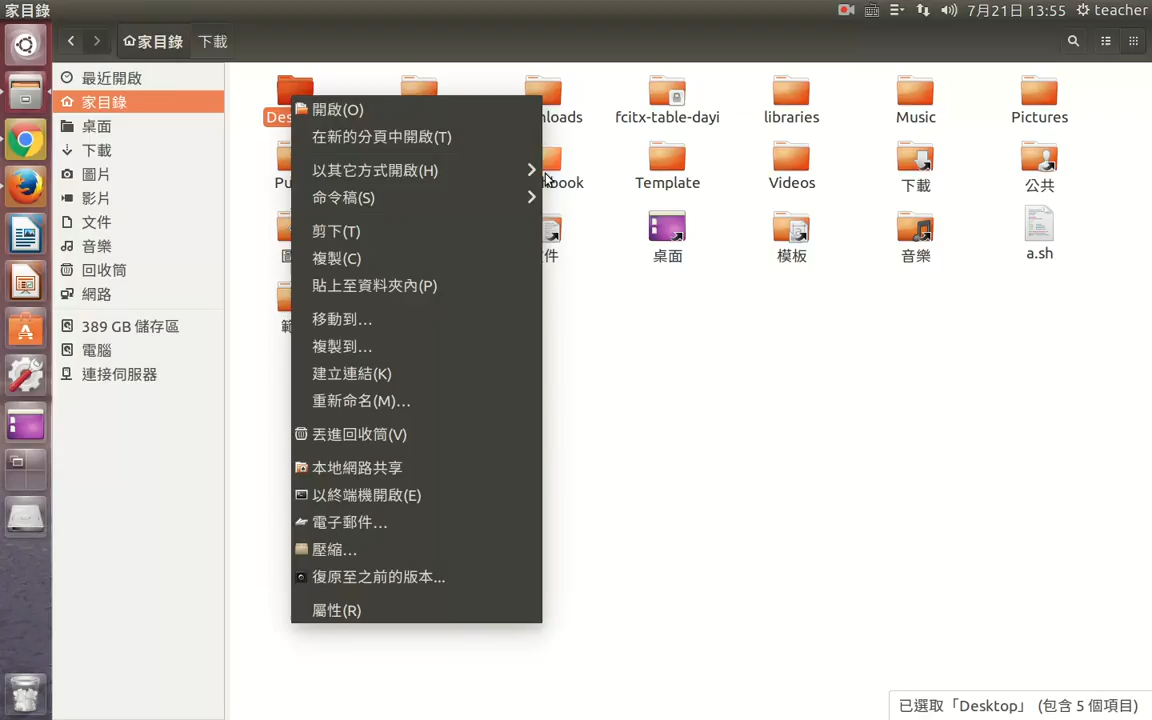 家目錄
7月21日 13:55
teacher
家目錄
下載
最近開啟
家目錄
桌面
下載
圖片
影片
文件
音樂
回收筒
網路
389 GB 儲存區
電腦
連接伺服器
fcitx-table-dayi
libraries
Music
Pictures
Template
Videos
下載
公共
桌面
模板
音樂
a.sh
開啟(O)
在新的分頁中開啟(T)
以其它方式開啟(H)
命令稿(S)
剪下(T)
複製(C)
貼上至資料夾內(P)
移動到…
複製到…
建立連結(K)
重新命名(M)…
丟進回收筒(V)
本地網路共享
以終端機開啟(E)
電子郵件…
壓縮...
復原至之前的版本...
屬性(R)
已選取「Desktop」 (包含 5 個項目)